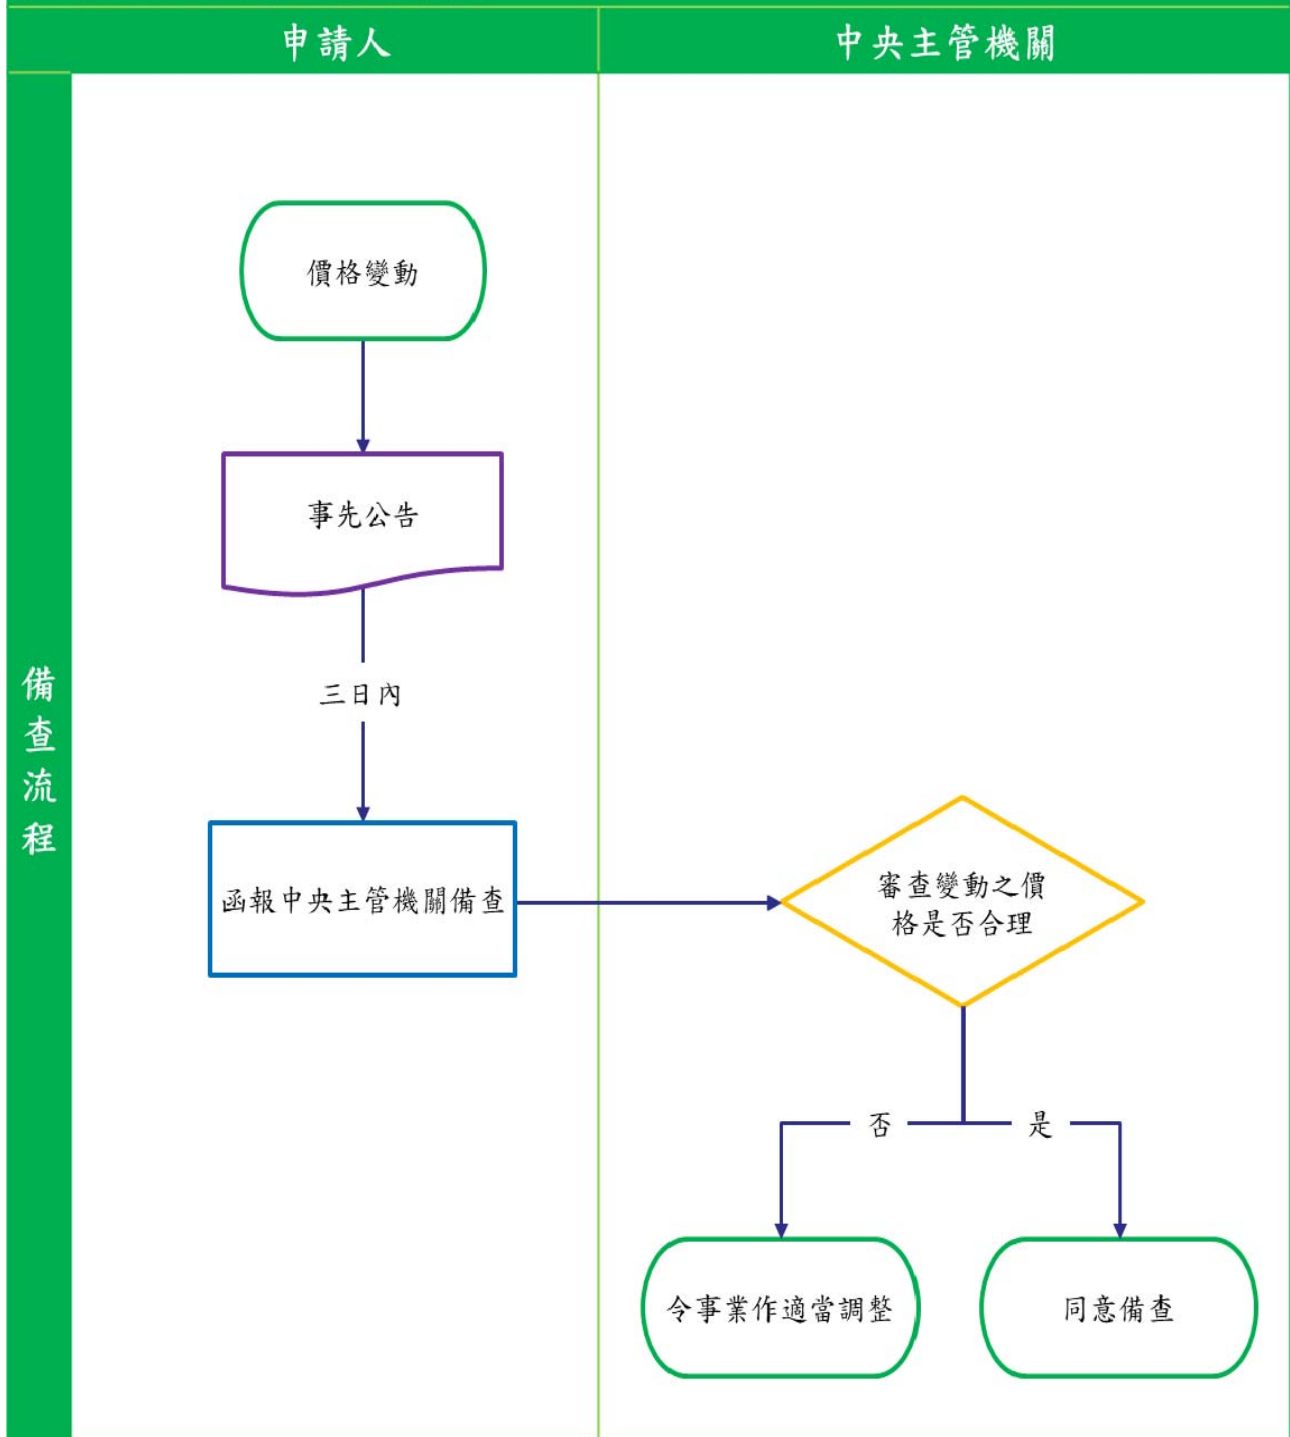 申請人
中央主管機關
備查流程
價格變動
事先公告
三日內
函報中央主管機關備查
審查變動之價
格是否合理
否
是
令事業作適當調整
同意備查